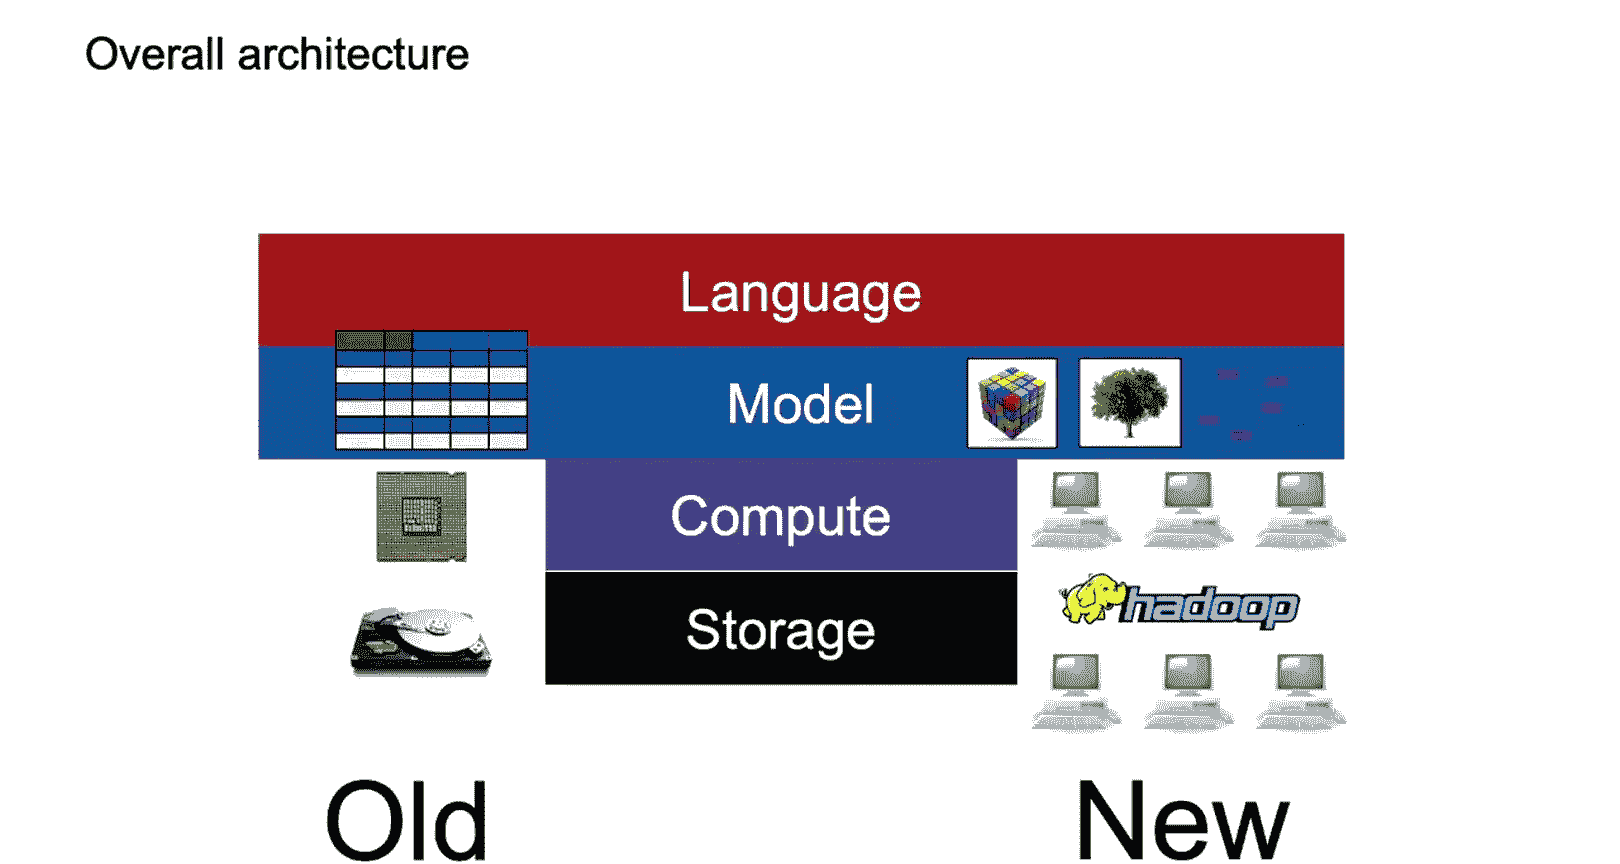 Overall architecture
Language
Model
Compute
hadoop
Storage
Old
New